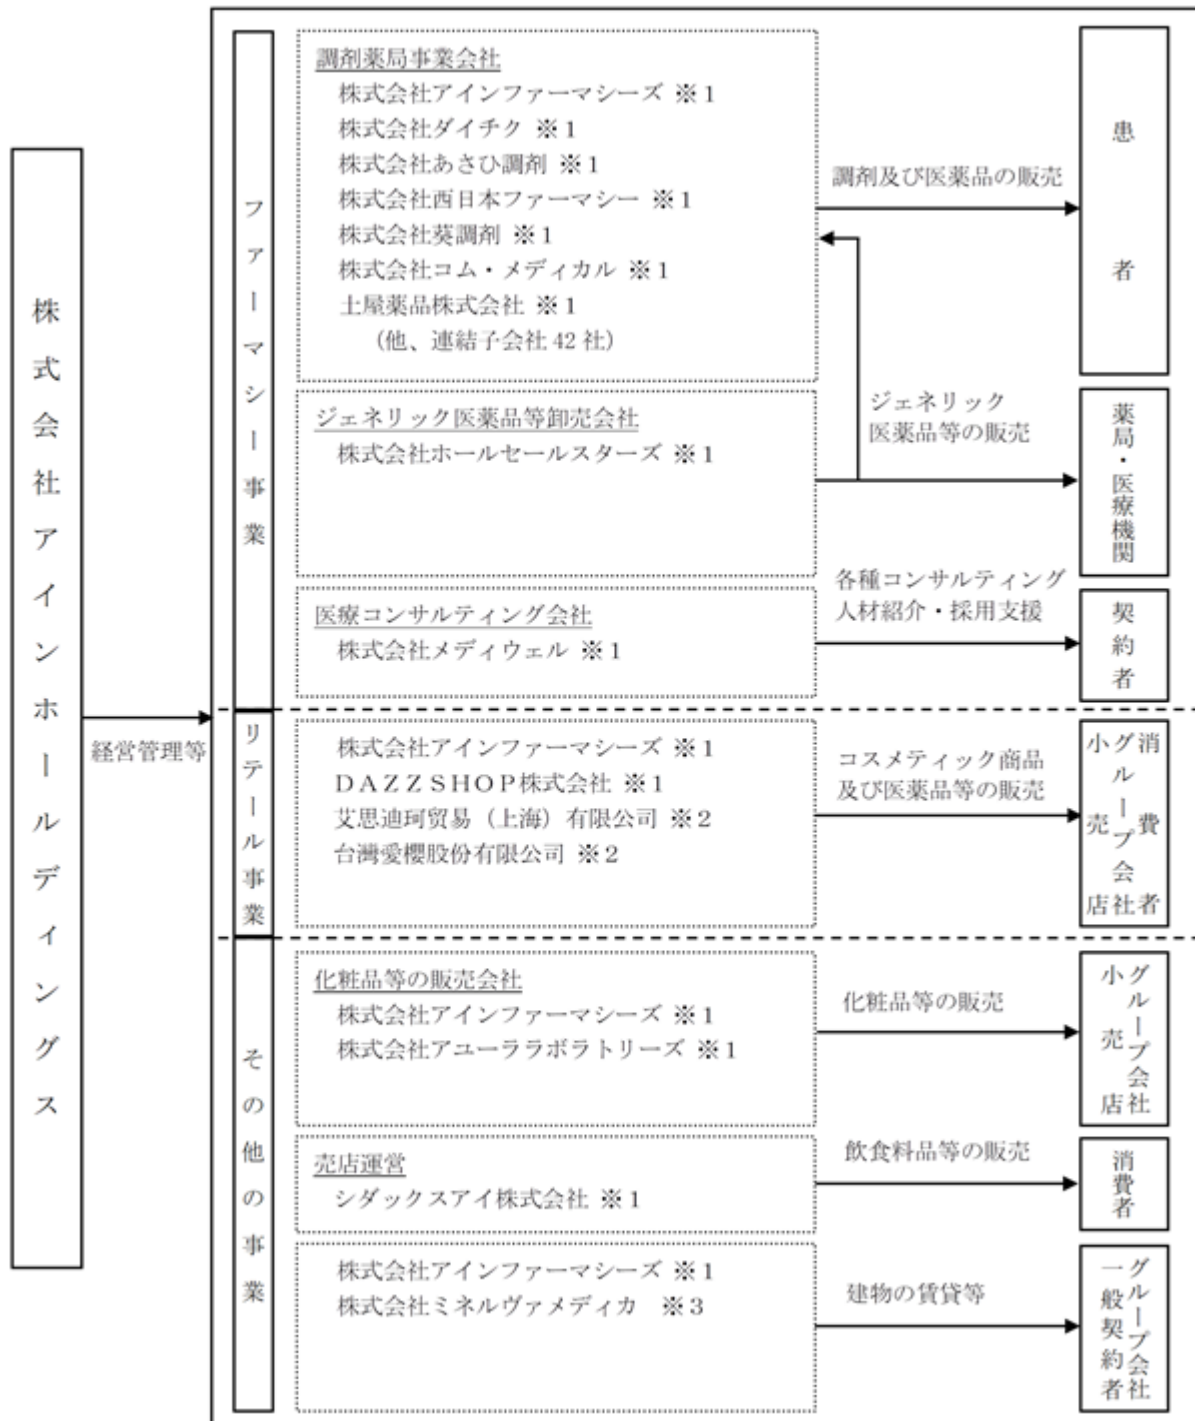 株式会社アインホールディングス
経営管理等
ファーマシー事業
調剤薬局事業会社
株式会社アインファーマシーズ ※1
株式会社ダイチク ※1
株式会社あさひ調剤 ※1
株式会社西日本ファーマシー ※1
株式会社葵調剤 ※1
株式会社コム・メディカル ※1
土屋薬品株式会社 ※1
(他、連結子会社 42 社)
調剤及び医薬品の販売
患者
ジェネリック医薬品等卸売会社
株式会社ホールセールスターズ ※1
ジェネリック
医薬品等の販売
薬局・医療機関
医療コンサルティング会社
株式会社メディウェル ※1
各種コンサルティング
人材紹介・採用支援
契約者
リテール事業
株式会社アインファーマシーズ ※1
DAZZ SHOP株式会社 ※1
艾思迪珂贸易(上海)有限公司 ※2
台灣愛櫻股份有限公司 ※2
コスメティック商品
及び医薬品等の販売
消費者
グループ会社
小売店
その他の事業
化粧品等の販売会社
株式会社アインファーマシーズ ※1
株式会社アユーララボラトリーズ ※1
化粧品等の販売
グループ会社
小売店
売店運営
シダックスアイ株式会社 ※1
飲食料品等の販売
消費者
株式会社アインファーマシーズ ※1
株式会社ミネルヴァメディカ ※3
建物の賃貸等
グループ会社
一般契約者